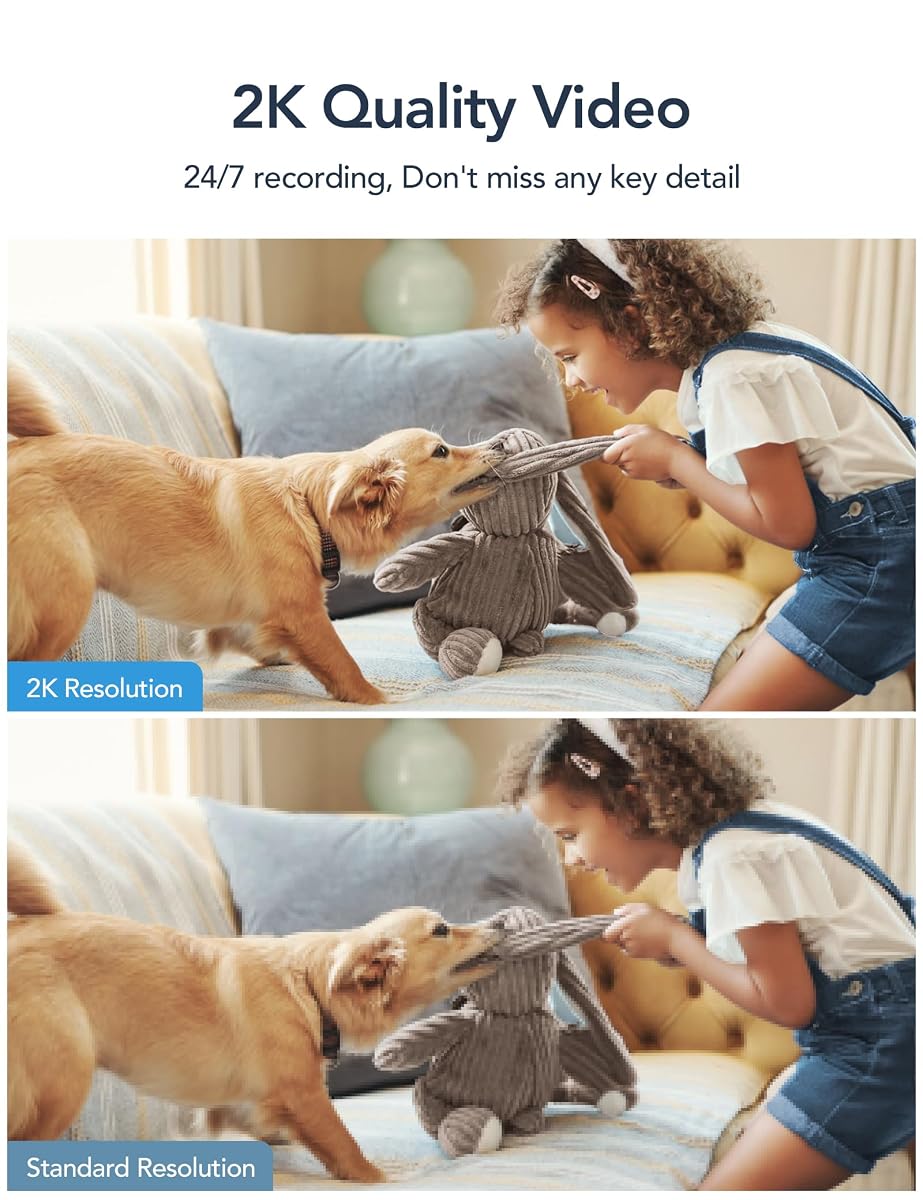 2K Quality Video
24/7 recording, Don't miss any key detail
2K Resolution
Standard Resolution